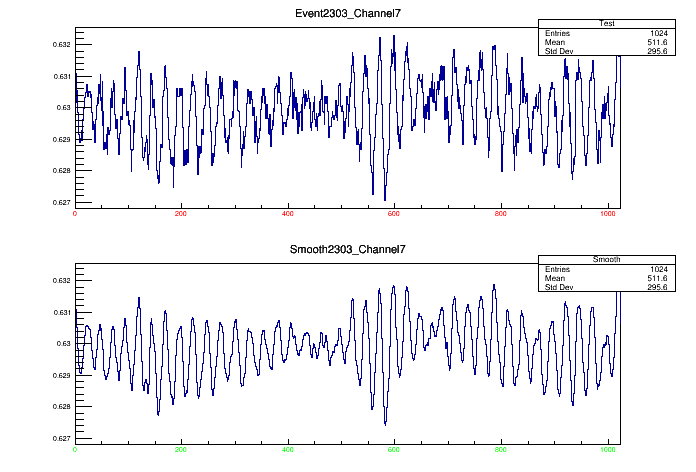 Event2303_Channel7
Test
Entries 1024
Mean 511.6
Std Dev 295.6
0.632
0.631
0.63
0.629
0.628
0.627
0 200 400 600 800 1000
Smooth2303_Channel7
Smooth
Entries 1024
Mean 511.6
Std Dev 295.6
0.632
0.631
0.63
0.629
0.628
0.627
0 200 400 600 800 1000